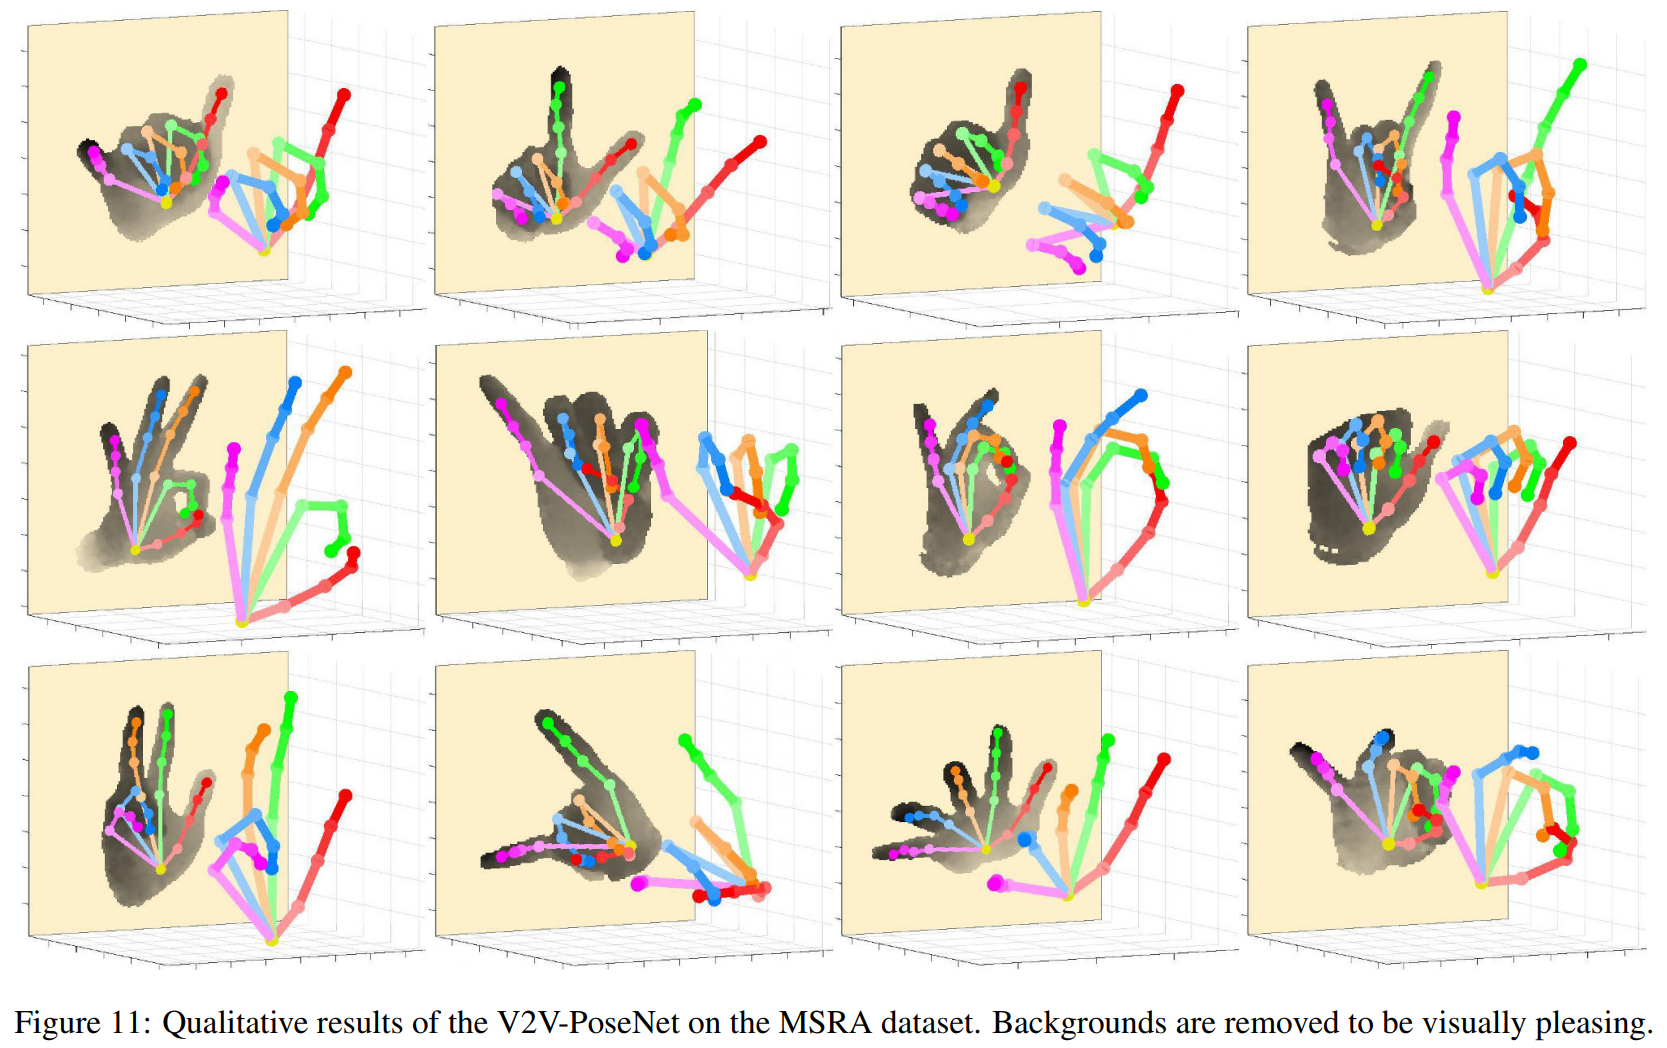 Figure 11: Qualitative results of the V2V-PoseNet on the MSRA dataset. Backgrounds are removed to be visually pleasing.